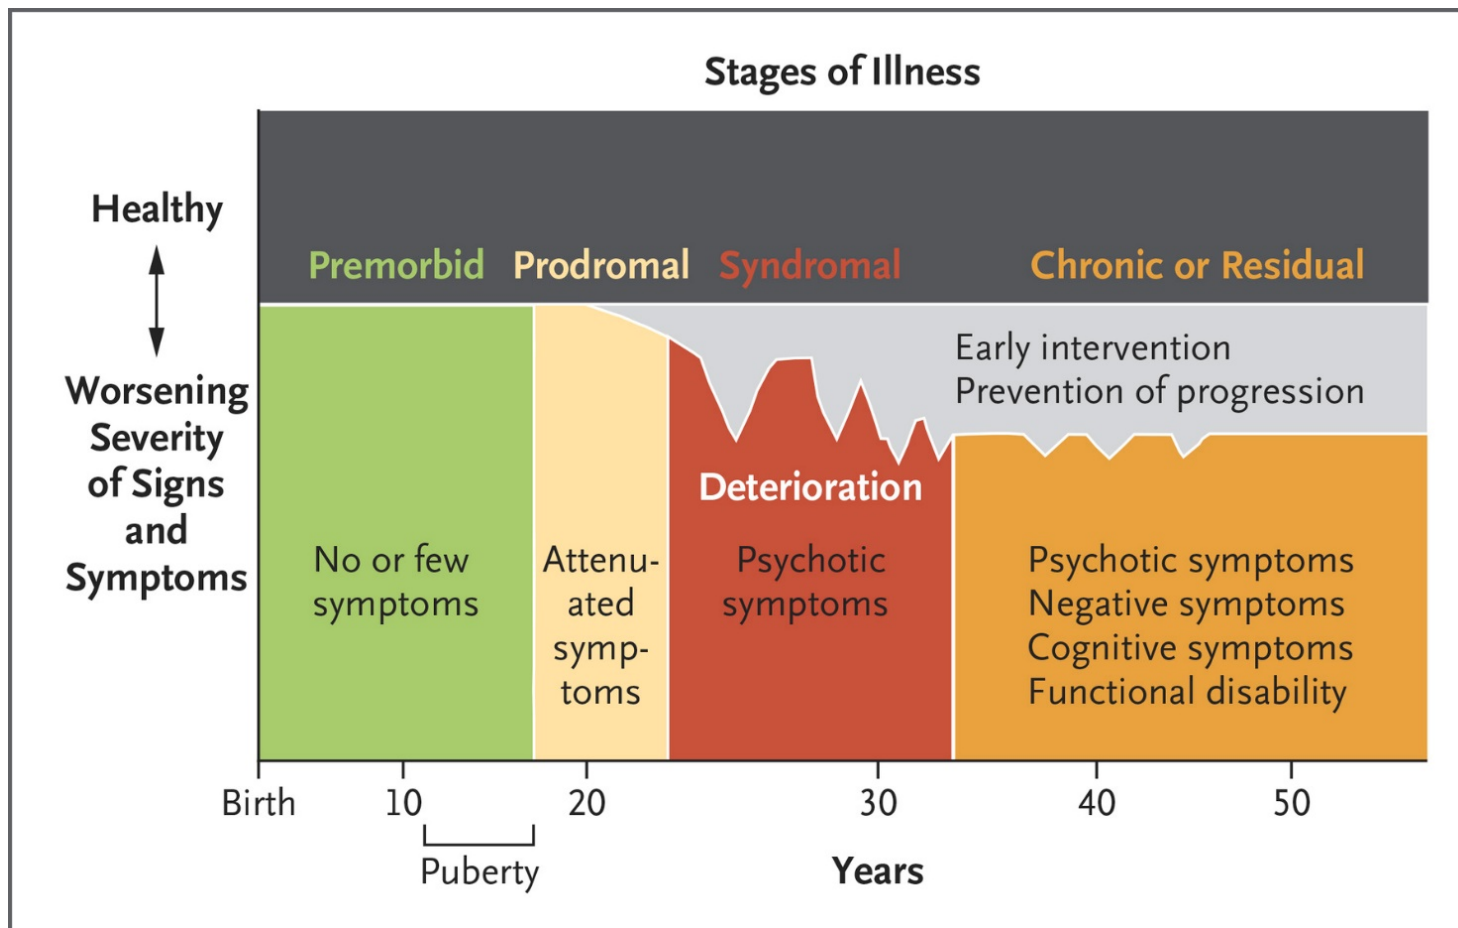 Stages of Illness
Healthy
Worsening
Severity
of Signs
and
Symptoms
Premorbid
Prodromal
Syndromal
Chronic or Residual
Early intervention
Prevention of progression
Deterioration
No or few
symptoms
Attenu-
ated
symp-
toms
Psychotic
symptoms
Psychotic symptoms
Negative symptoms
Cognitive symptoms
Functional disability
Birth 10 20 30 40 50
Puberty
Years